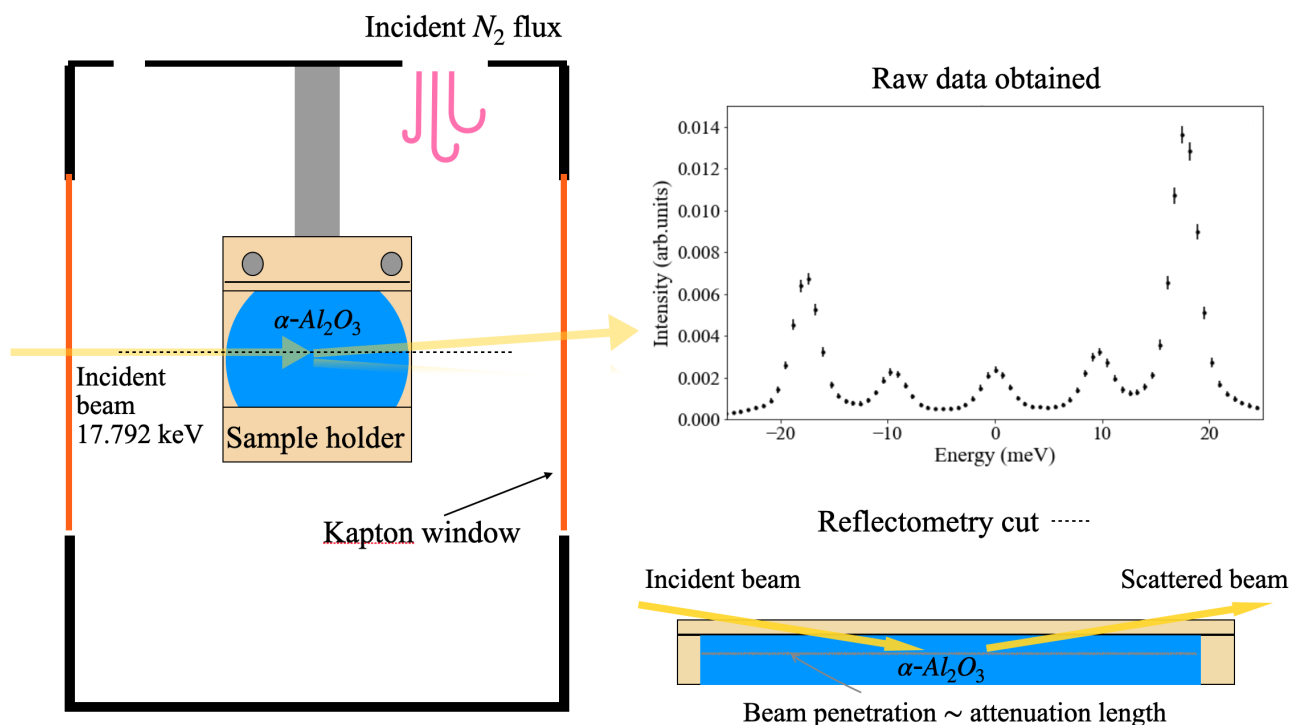 Incident N₂ flux
α-Al₂O₃
Incident
beam
17.792 keV
Sample holder
Kapton window
Raw data obtained
Intensity (arb.units)
0.014
0.012
0.010
0.008
0.006
0.004
0.002
0.000
−20
−10
0
10
20
Energy (meV)
Reflectometry cut
Incident beam
Scattered beam
α-Al₂O₃
Beam penetration ~ attenuation length